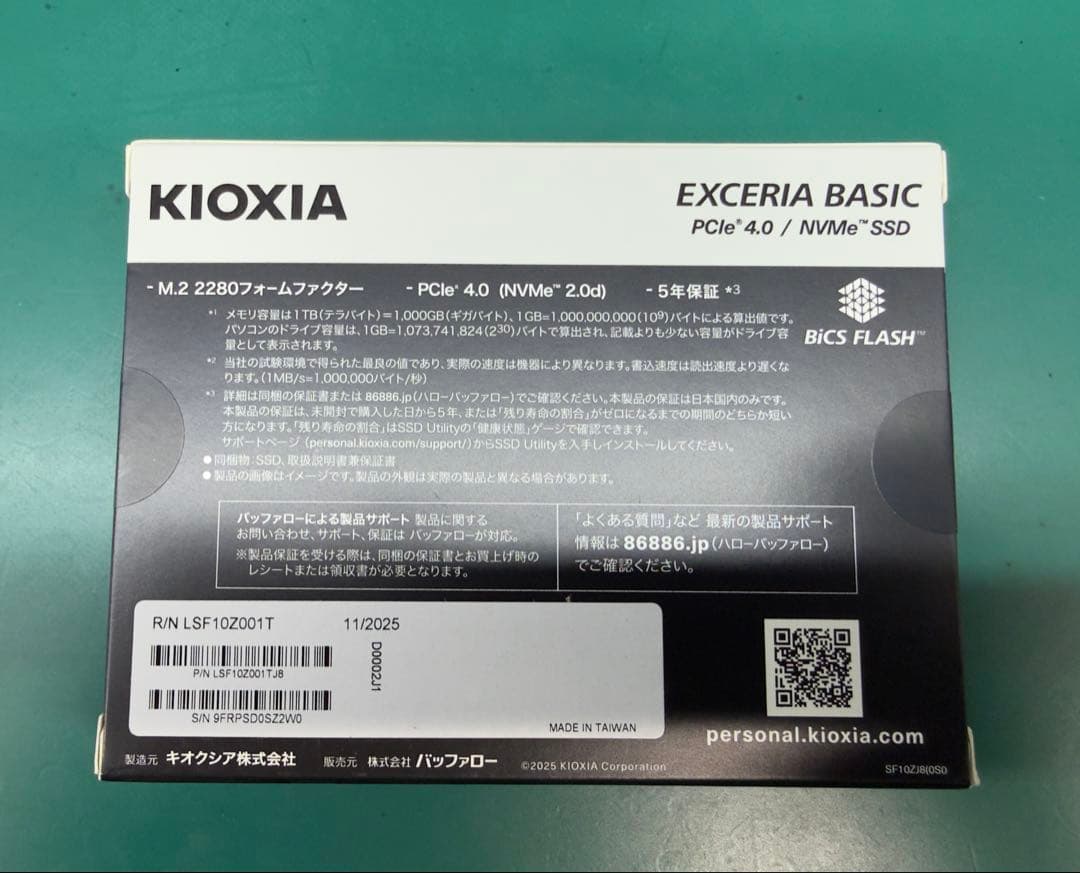 KIOXIA
EXCERIA BASIC
PCIe® 4.0 / NVMe™ SSD
- M.2 2280フォームファクター - PCIe® 4.0 (NVMe™ 2.0d) - 5年保証 *3
*1 メモリ容量は1TB(テラバイト)=1,000GB(ギガバイト)、1GB=1,000,000,000(10⁹)バイトによる算出値です。
パソコンのドライブ容量は、1GB=1,073,741,824(2³⁰)バイトで算出され、記載よりも少ない容量がドライブ容
量として表示されます。
*2 当社の試験環境で得られた最良の値であり、実際の速度は機器により異なります。書込速度は読出速度より遅くな
ります。(1MB/s=1,000,000バイト/秒)
*3 詳細は同梱の保証書または 86886.jp(ハローバッファロー)でご確認ください。本製品の保証は日本国内のみです。
本製品の保証は、未開封で購入した日から5年、または「残り寿命の割合」がゼロになるまでの期間のどちらか短い
方になります。「残り寿命の割合」はSSD Utilityの「健康状態」ゲージで確認できます。
サポートページ (personal.kioxia.com/support/)からSSD Utilityを入手しインストールしてください。
●同梱物:SSD、取扱説明書兼保証書
●製品の画像はイメージです。製品の外観は実際の製品と異なる場合があります。
BiCS FLASH™
バッファローによる製品サポート 製品に関する
お問い合わせ、サポート、保証は バッファローが対応。
※製品保証を受ける際は、同梱の保証書とお買上げ時の
レシートまたは領収書が必要となります。
「よくある質問」など 最新の製品サポート
情報は 86886.jp(ハローバッファロー)
でご確認ください。
R/N LSF10Z001T 11/2025
P/N LSF10Z001TJ8
D0002J1
S/N 9FRPSD0SZ2W0
MADE IN TAIWAN
personal.kioxia.com
製造元 キオクシア株式会社 販売元 株式会社 バッファロー ©2025 KIOXIA Corporation
SF10ZJ8(0S0